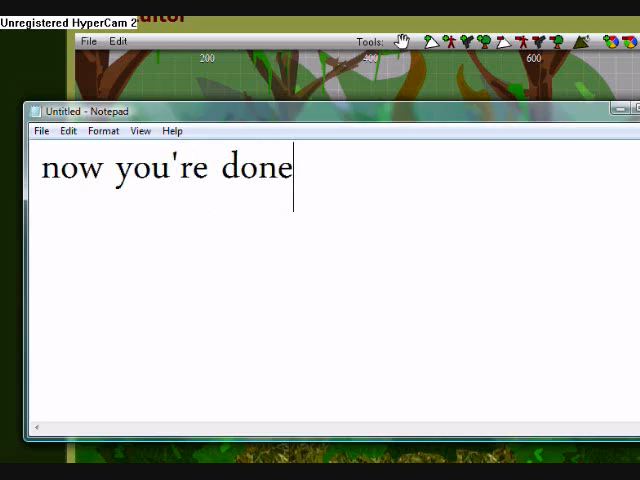 Unregistered HyperCam 2
File Edit
Tools:
200 400 600
Untitled - Notepad
File Edit Format View Help
now you're done